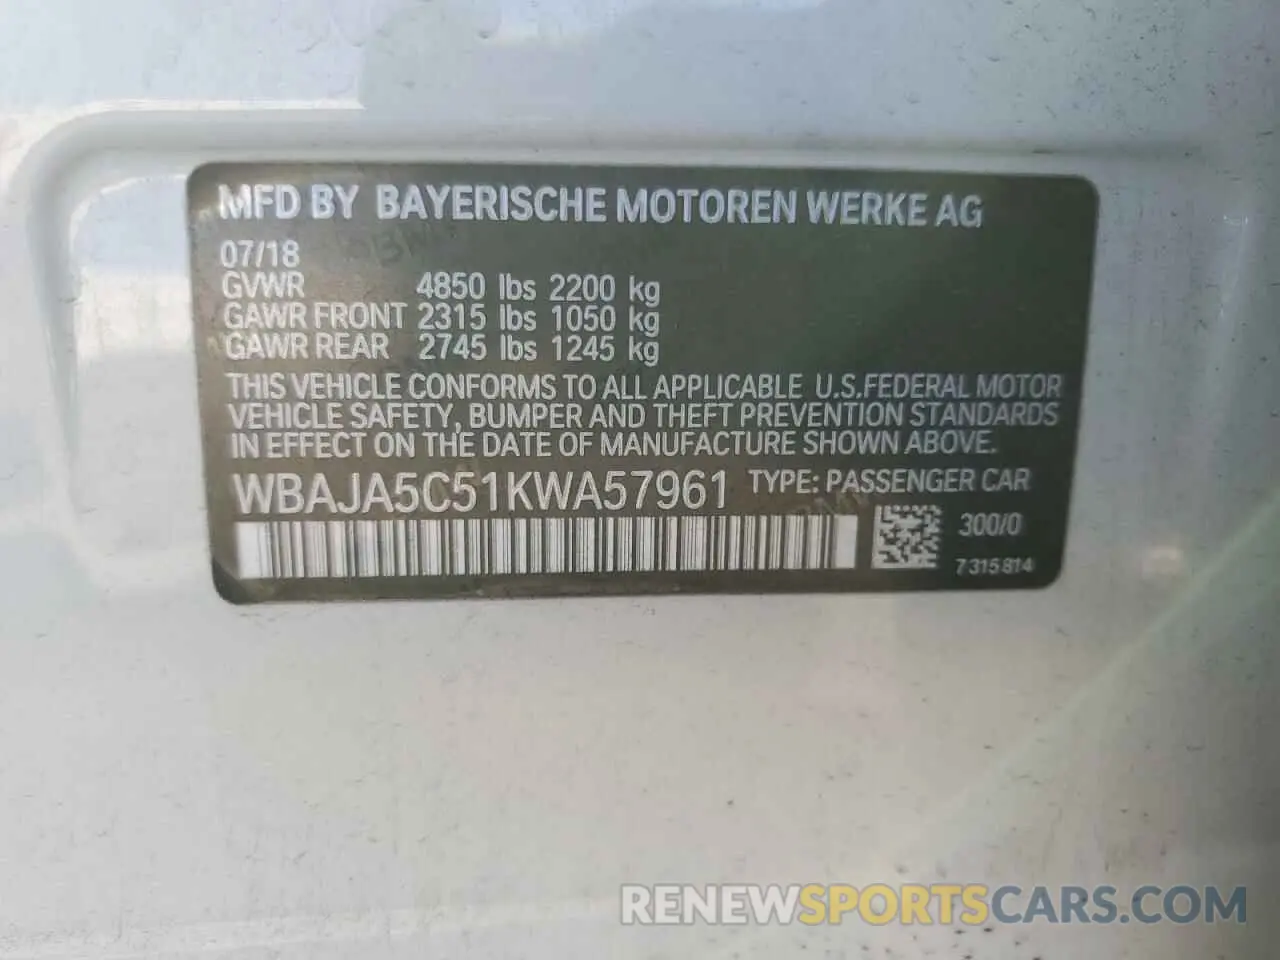 MFD BY BAYERISCHE MOTOREN WERKE AG
07/18
GVWR 4850 lbs 2200 kg
GAWR FRONT 2315 lbs 1050 kg
GAWR REAR 2745 lbs 1245 kg
THIS VEHICLE CONFORMS TO ALL APPLICABLE U.S.FEDERAL MOTOR
VEHICLE SAFETY, BUMPER AND THEFT PREVENTION STANDARDS
IN EFFECT ON THE DATE OF MANUFACTURE SHOWN ABOVE.
WBAJA5C51KWA57961 TYPE: PASSENGER CAR
300/0
7315814
RENEWSPORTSCARS.COM